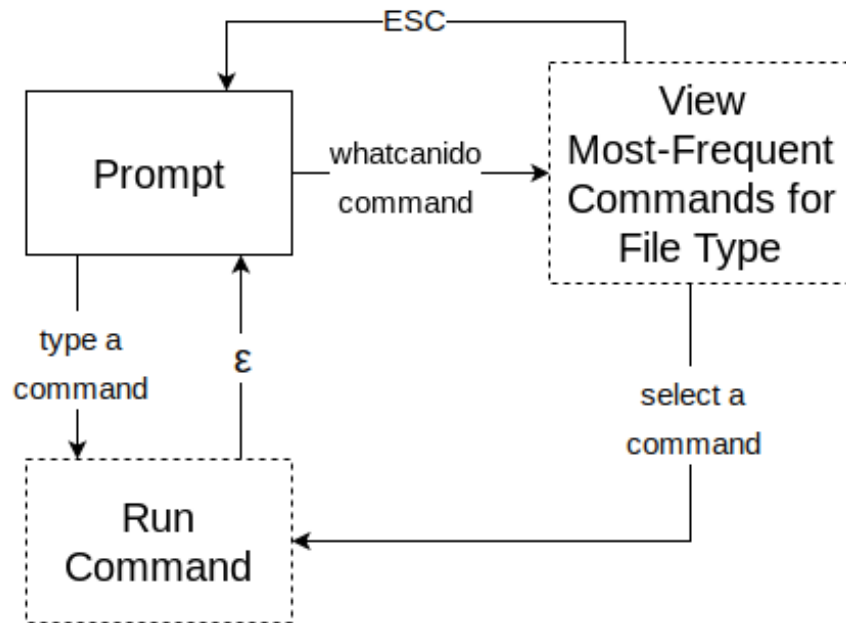 ESC
Prompt
whatcanido
command
View
Most-Frequent
Commands for
File Type
type a
command
ε
select a
command
Run
Command